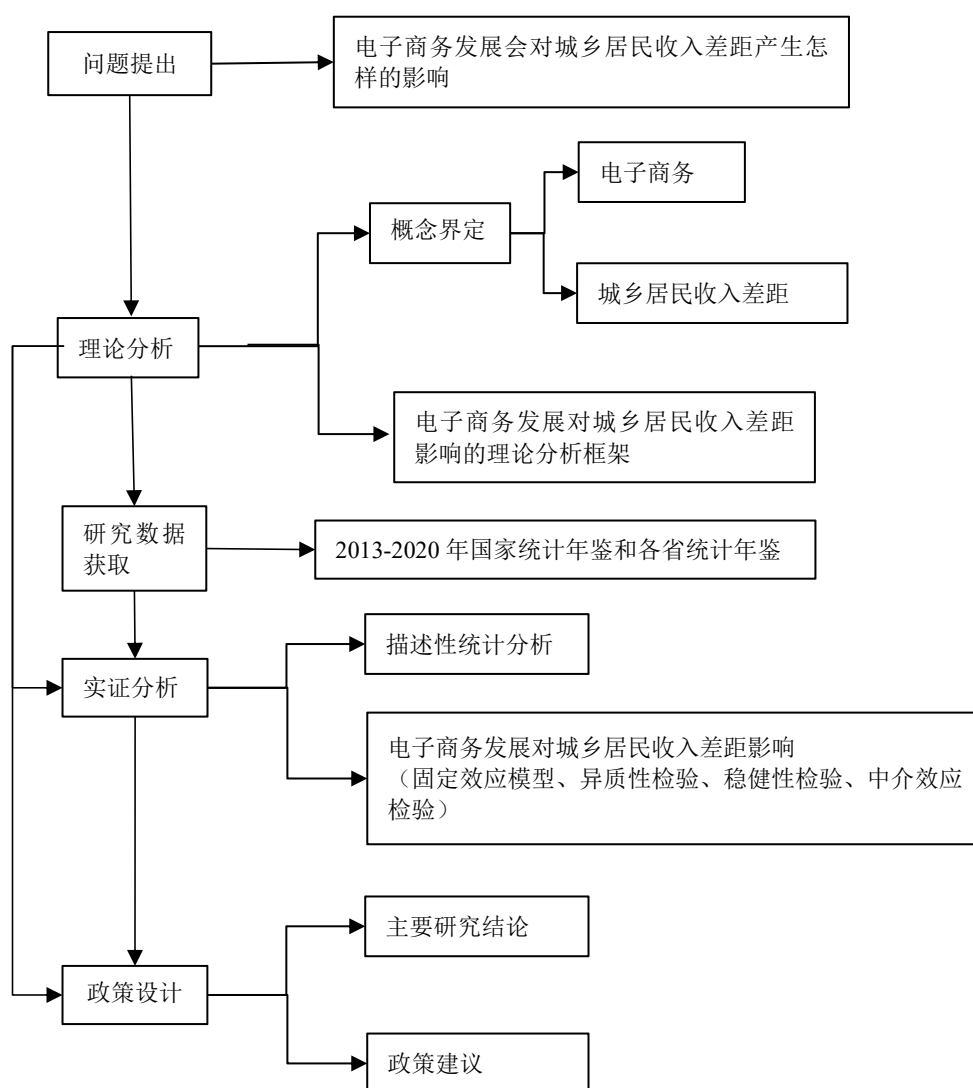 问题提出
电子商务发展会对城乡居民收入差距产生怎
样的影响
电子商务
概念界定
城乡居民收入差距
理论分析
电子商务发展对城乡居民收入差距
影响的理论分析框架
研究数据
获取
2013-2020 年国家统计年鉴和各省统计年鉴
描述性统计分析
实证分析
电子商务发展对城乡居民收入差距影响
（固定效应模型、异质性检验、稳健性检验、中介效应
检验）
主要研究结论
政策设计
政策建议